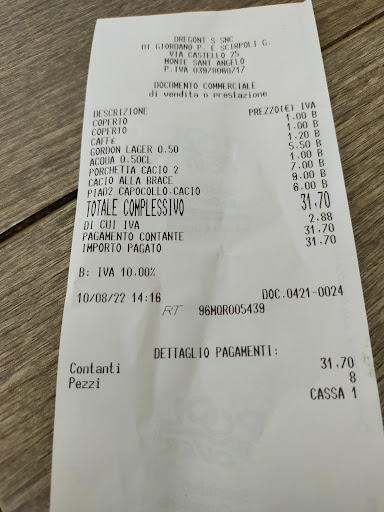 DREGONI S SNC
DI GIORDANO P. E SCIRPOLI G.
VIA CASTELLO 25
MONTE SANT ANGELO
P.IVA 03978080717
DOCUMENTO COMMERCIALE
di vendita o prestazione
DESCRIZIONE PREZZO(€) IVA
COPERTO 1.00 B
COPERTO 1.00 B
CAFFE 1.20 B
GORDON LAGER 0.50 5.50 B
ACQUA 0.50CL 1.00 B
PORCHETTA CACIO 2 7.00 B
CACIO ALLA BRACE 9.00 B
PIAD2 CAPOCOLLO.CACIO 6.00 B
TOTALE COMPLESSIVO 31,70
DI CUI IVA 2.88
PAGAMENTO CONTANTE 31.70
IMPORTO PAGATO 31.70
B: IVA 10.00%
10/08/22 14:16 DOC.0421-0024
RT 96MOR005439
DETTAGLIO PAGAMENTI:
Contanti 31.70
Pezzi 8
CASSA 1